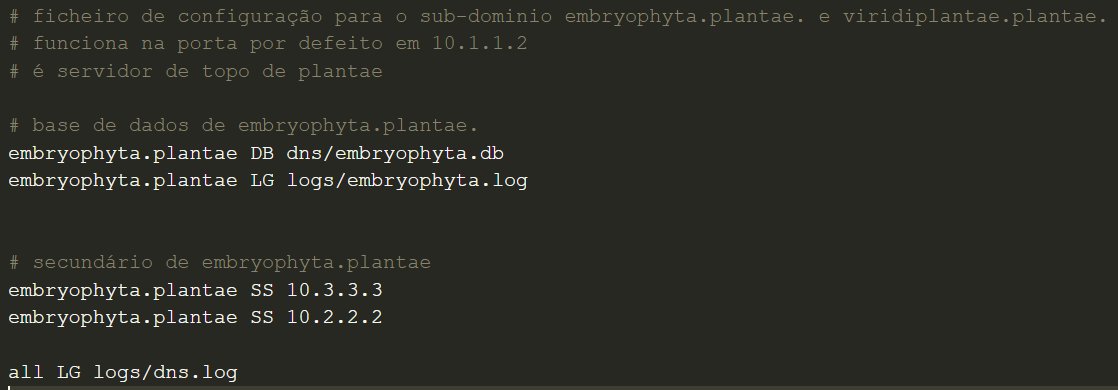 # ficheiro de configuração para o sub-dominio embryophyta.plantae. e viridiplantae.plantae.
# funciona na porta por defeito em 10.1.1.2
# é servidor de topo de plantae
# base de dados de embryophyta.plantae.
embryophyta.plantae DB dns/embryophyta.db
embryophyta.plantae LG logs/embryophyta.log
# secundário de embryophyta.plantae
embryophyta.plantae SS 10.3.3.3
embryophyta.plantae SS 10.2.2.2
all LG logs/dns.log